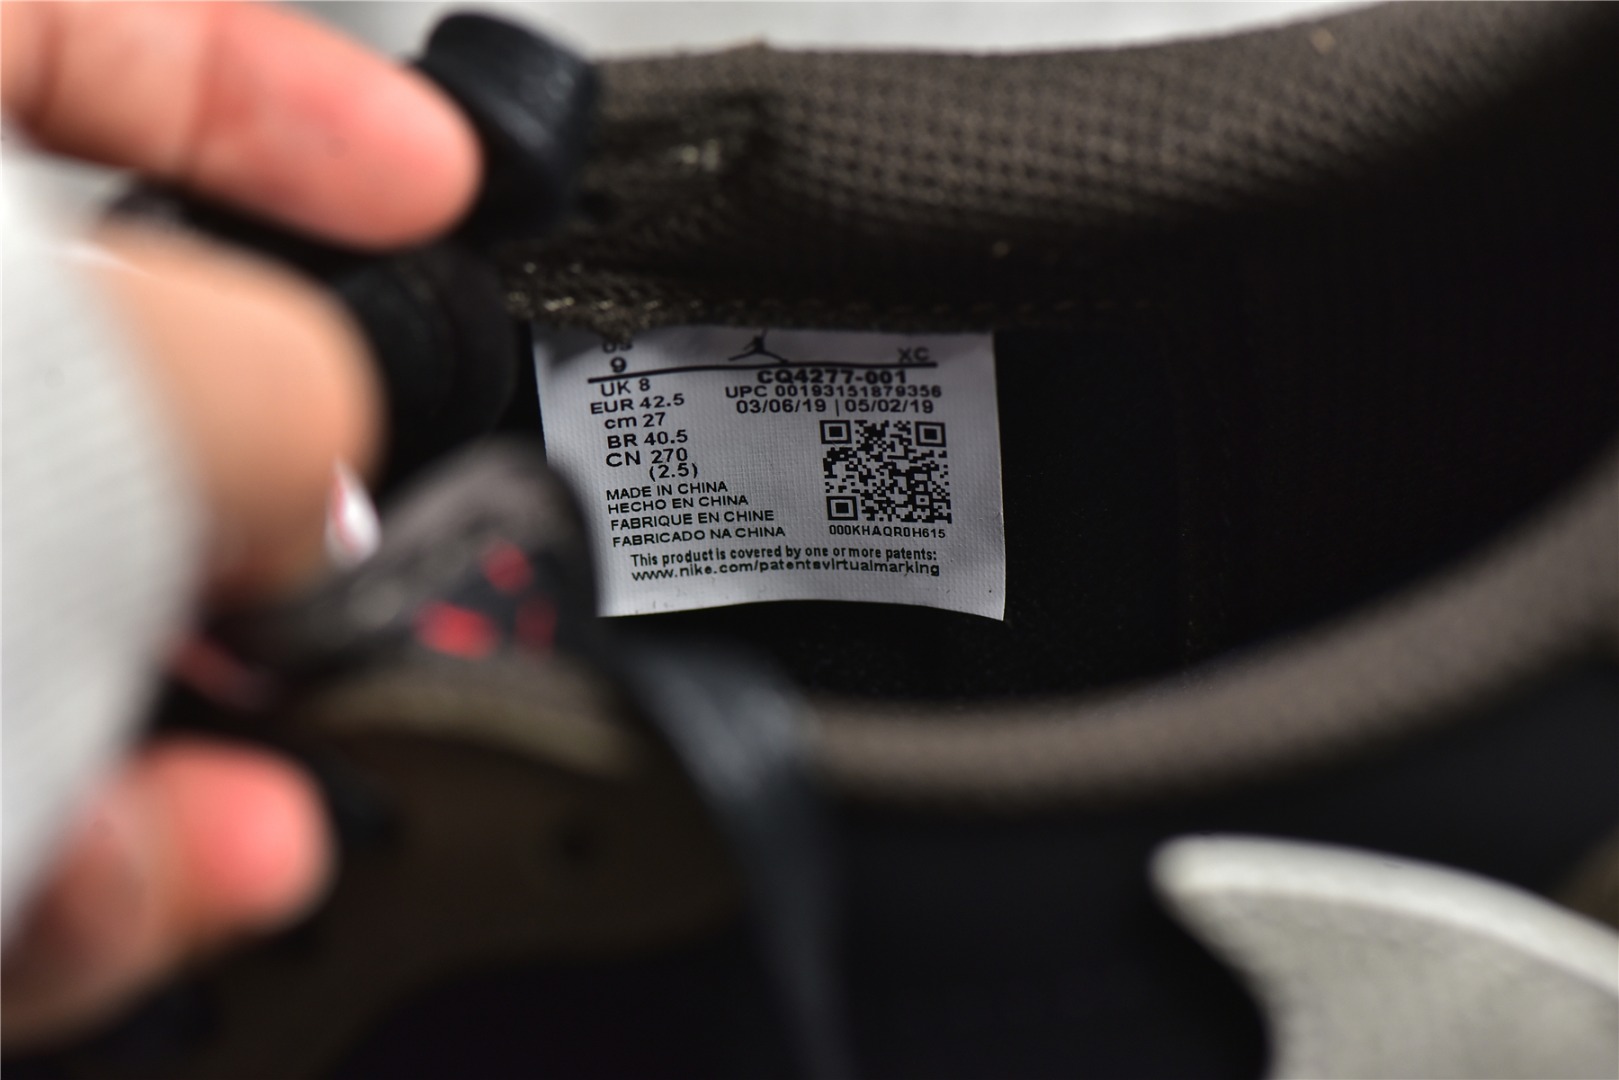 US
9
XC
CQ4277-001
UPC 00193151879356
03/06/19 | 05/02/19
UK 8
EUR 42.5
cm 27
BR 40.5
CN 270
(2.5)
MADE IN CHINA
HECHO EN CHINA
FABRIQUE EN CHINE
FABRICADO NA CHINA
000KHAQR0H615
This product is covered by one or more patents:
www.nike.com/patentsvirtualmarking